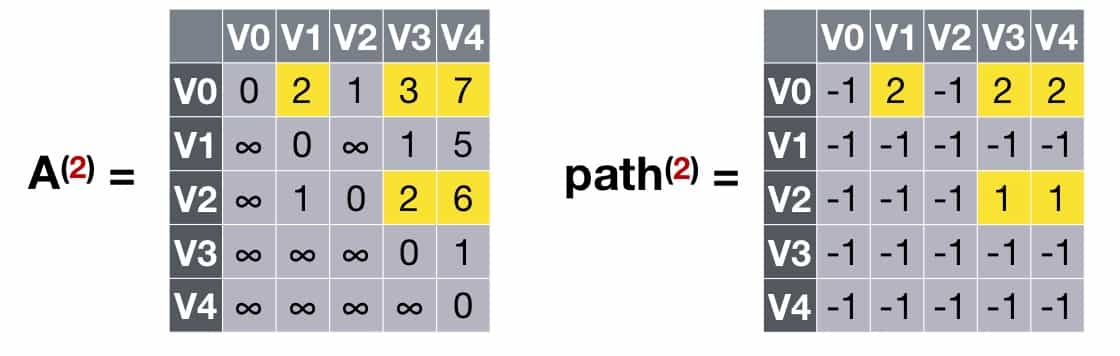 V0 V1 V2 V3 V4
V0 0 2 1 3 7
V1 ∞ 0 ∞ 1 5
A(2) =
V2 ∞ 1 0 2 6
V3 ∞ ∞ ∞ 0 1
V4 ∞ ∞ ∞ ∞ 0
V0 V1 V2 V3 V4
V0 -1 2 -1 2 2
V1 -1 -1 -1 -1 -1
path(2) =
V2 -1 -1 -1 1 1
V3 -1 -1 -1 -1 -1
V4 -1 -1 -1 -1 -1